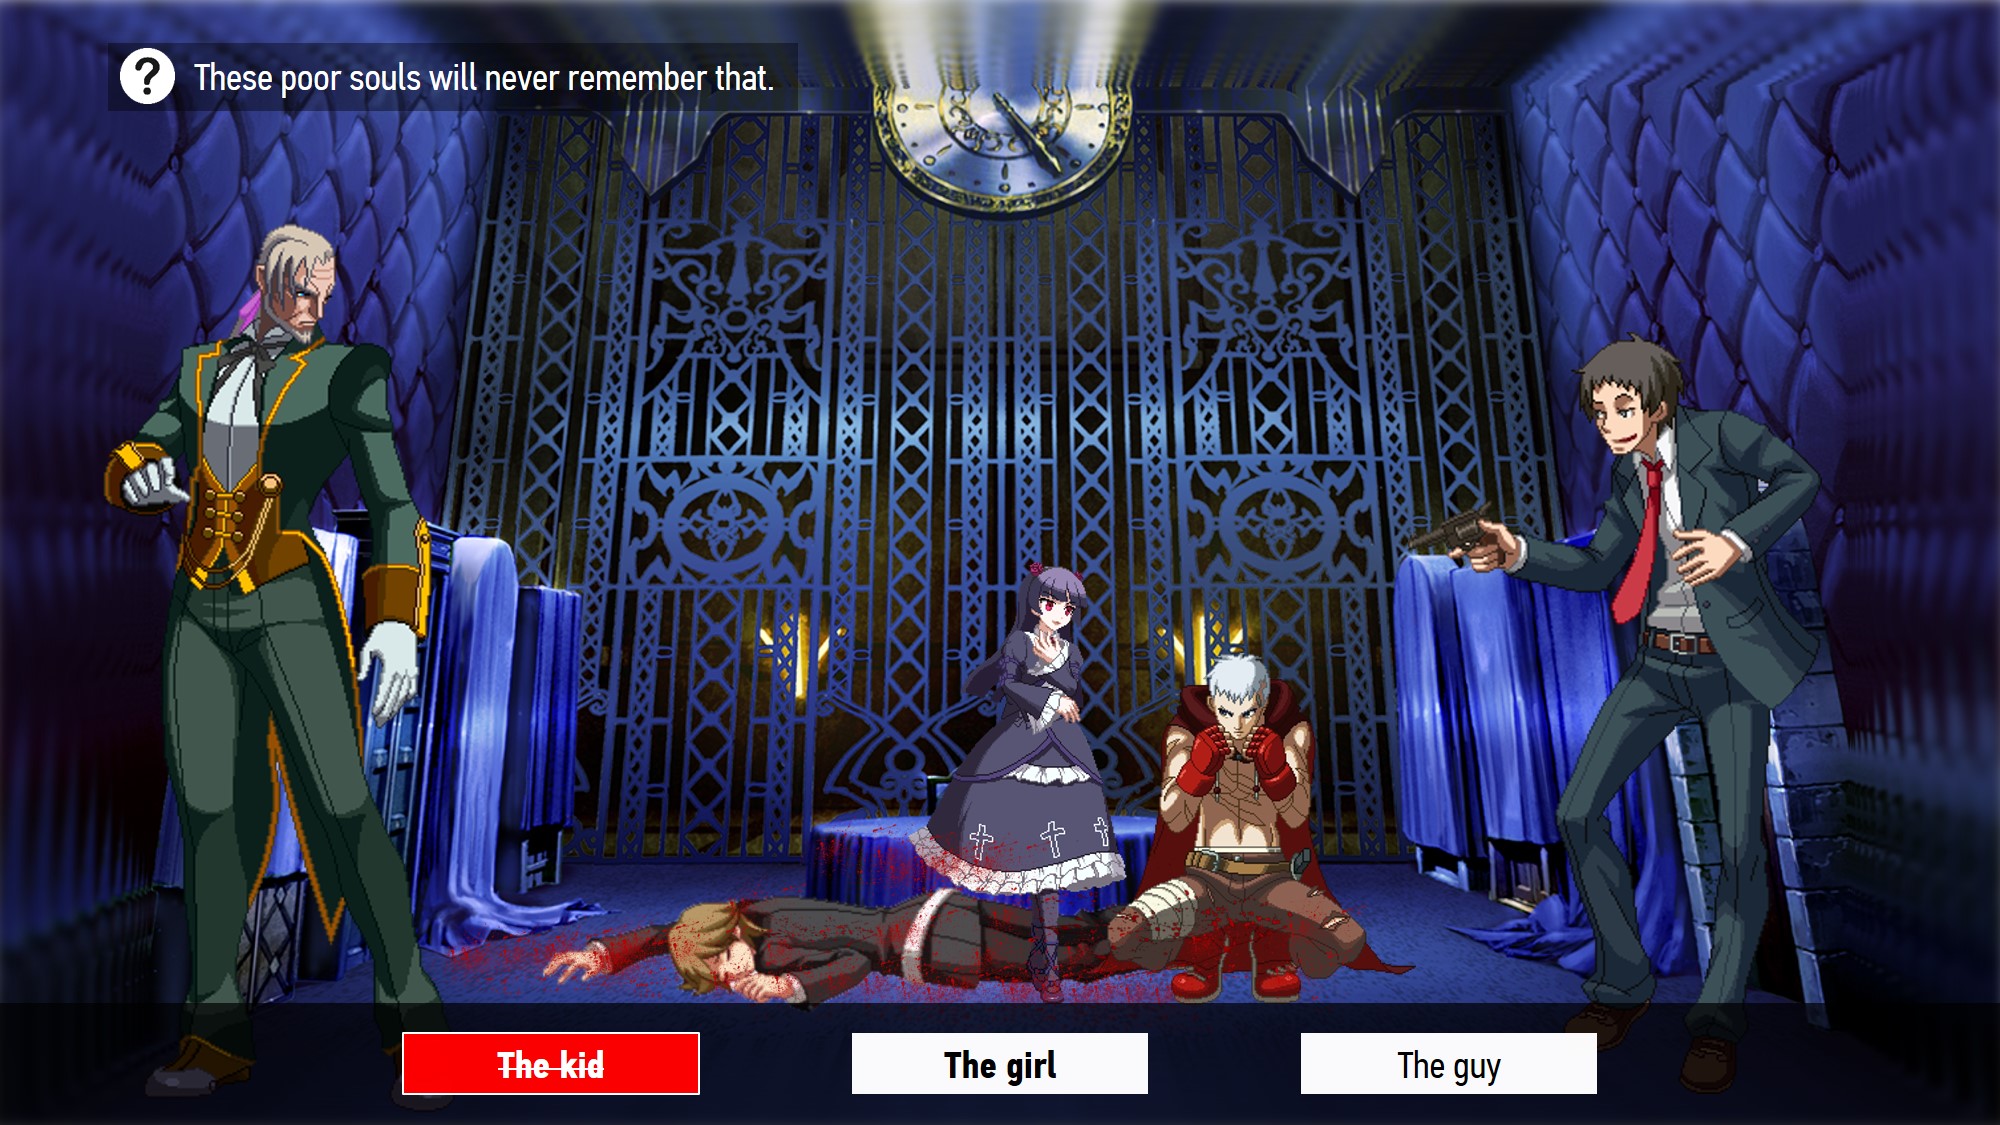 ? These poor souls will never remember that.
The kid
The girl
The guy